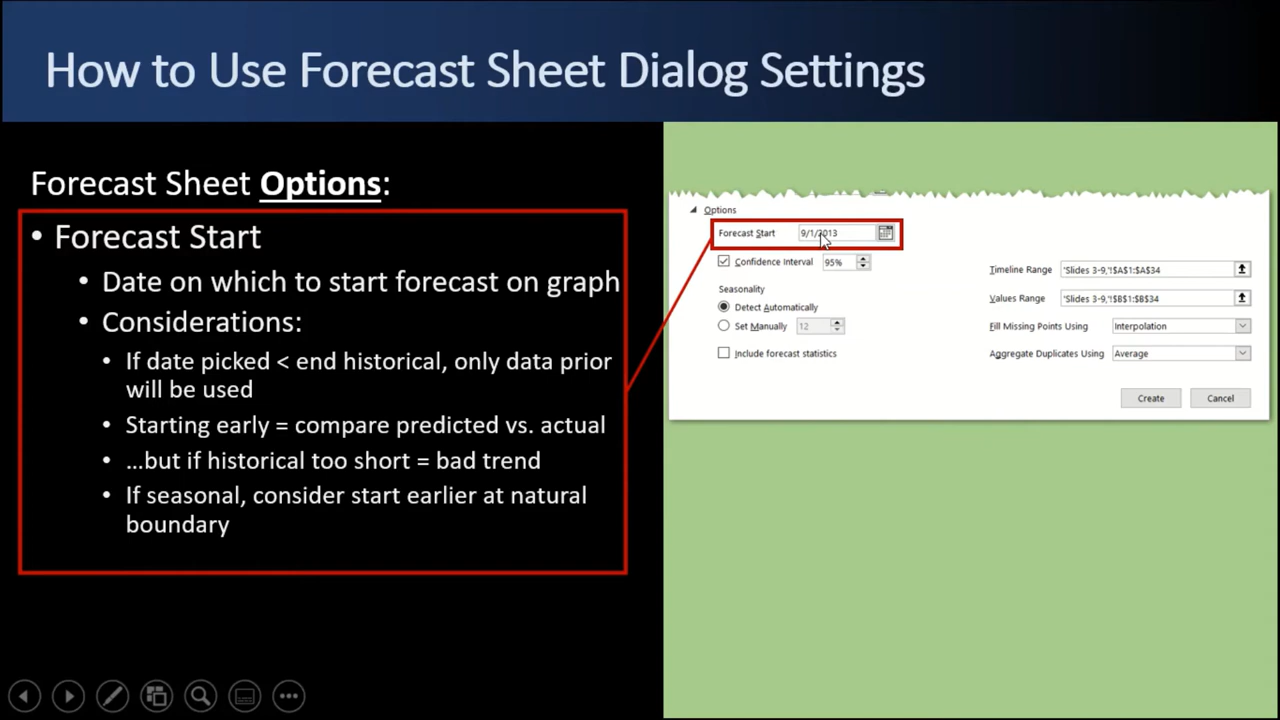 How to Use Forecast Sheet Dialog Settings
Forecast Sheet Options:
• Forecast Start
• Date on which to start forecast on graph
• Considerations:
• If date picked < end historical, only data prior
will be used
• Starting early = compare predicted vs. actual
• …but if historical too short = bad trend
• If seasonal, consider start earlier at natural
boundary
Options
Forecast Start 9/1/2013
Confidence Interval 95%
Seasonality
Detect Automatically
Set Manually 12
Include forecast statistics
Timeline Range 'Slides 3-9,'!$A$1:$A$34
Values Range 'Slides 3-9,'!$B$1:$B$34
Fill Missing Points Using Interpolation
Aggregate Duplicates Using Average
Create Cancel